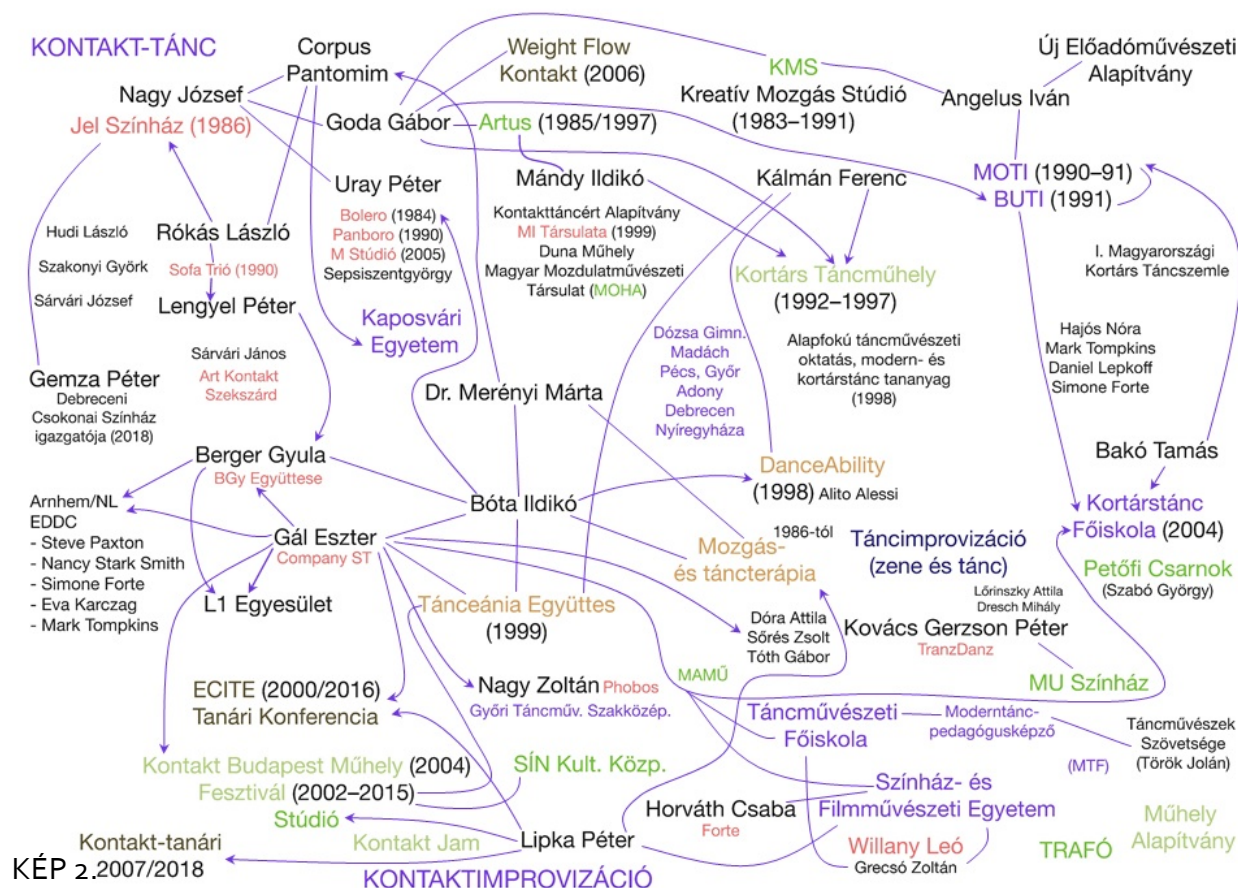 KONTAKT-TÁNC
Corpus
Pantomim
Weight Flow
Kontakt (2006)
KMS
Kreatív Mozgás Stúdió
(1983–1991)
Új Előadóművészeti
Alapítvány
Angelus Iván
Nagy József
Jel Színház (1986)
Goda Gábor
Artus (1985/1997)
MOTI (1990–91)
BUTI (1991)
Uray Péter
Bolero (1984)
Panboro (1990)
M Stúdió (2005)
Sepsiszentgyörgy
Mándy Ildikó
Kontakttáncért Alapítvány
MI Társulata (1999)
Duna Műhely
Magyar Mozdulatművészeti
Társulat (MOHA)
Kálmán Ferenc
Hudi László
Szakonyi Györk
Sárvári József
Rókás László
Sofa Trió (1990)
Lengyel Péter
Kortárs Táncműhely
(1992–1997)
I. Magyarországi
Kortárs Táncszemle
Kaposvári
Egyetem
Dózsa Gimn.
Madách
Pécs, Győr
Adony
Debrecen
Nyíregyháza
Alapfokú táncművészeti
oktatás, modern- és
kortárstánc tananyag
(1998)
Hajós Nóra
Mark Tompkins
Daniel Lepkoff
Simone Forte
Sárvári János
Art Kontakt
Szekszárd
Gemza Péter
Debreceni
Csokonai Színház
igazgatója (2018)
Dr. Merényi Márta
Berger Gyula
BGy Együttese
DanceAbility
(1998) Alito Alessi
Bakó Tamás
Arnhem/NL
EDDC
- Steve Paxton
- Nancy Stark Smith
- Simone Forte
- Eva Karczag
- Mark Tompkins
Bóta Ildikó
Gál Eszter
Company ST
Kortárstánc
Főiskola (2004)
1986-tól
Mozgás-
és táncterápia
Táncimprovizáció
(zene és tánc)
Petőfi Csarnok
(Szabó György)
L1 Egyesület
Tánceánia Együttes
(1999)
Lőrinszky Attila
Dresch Mihály
Kovács Gerzson Péter
TranzDanz
Dóra Attila
Sőrés Zsolt
Tóth Gábor
MAMŰ
MU Színház
ECITE (2000/2016)
Tanári Konferencia
Nagy Zoltán Phobos
Győri Táncműv. Szakközép.
Táncművészeti
Főiskola
Moderntánc-
pedagógusképző
Táncművészek
Szövetsége
(Török Jolán)
(MTF)
Kontakt Budapest Műhely (2004)
Fesztivál (2002–2015)
Stúdió
SÍN Kult. Közp.
Színház- és
Filmművészeti Egyetem
Horváth Csaba
Forte
Műhely
Alapítvány
Kontakt-tanári
2007/2018
Kontakt Jam
Lipka Péter
Willany Leó
Grecsó Zoltán
TRAFÓ
KÉP 2.
KONTAKTIMPROVIZÁCIÓ